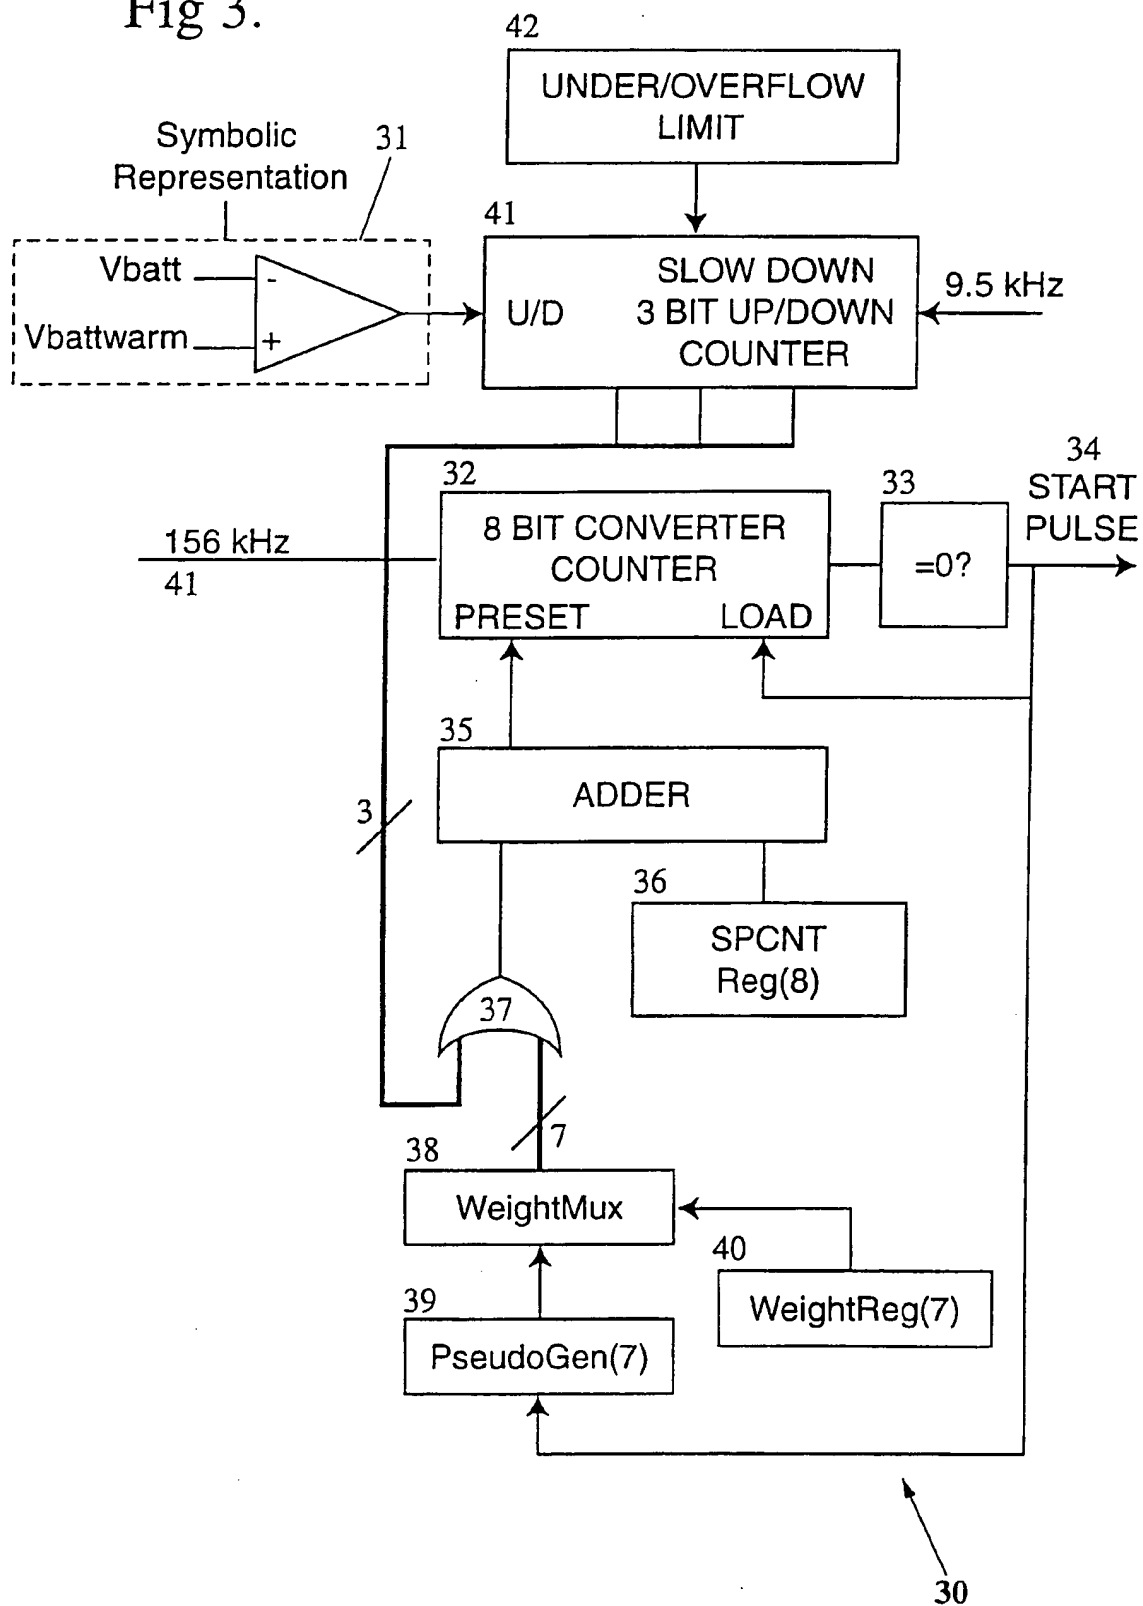 Fig 3.
42
UNDER/OVERFLOW
LIMIT
Symbolic
Representation
31
41
Vbatt
-
Vbattwarm
+
U/D
SLOW DOWN
3 BIT UP/DOWN
COUNTER
9.5 kHz
32
8 BIT CONVERTER
COUNTER
PRESET
LOAD
156 kHz
41
33
=0?
34
START
PULSE
35
ADDER
3
36
SPCNT
Reg(8)
37
7
38
WeightMux
40
WeightReg(7)
39
PseudoGen(7)
30